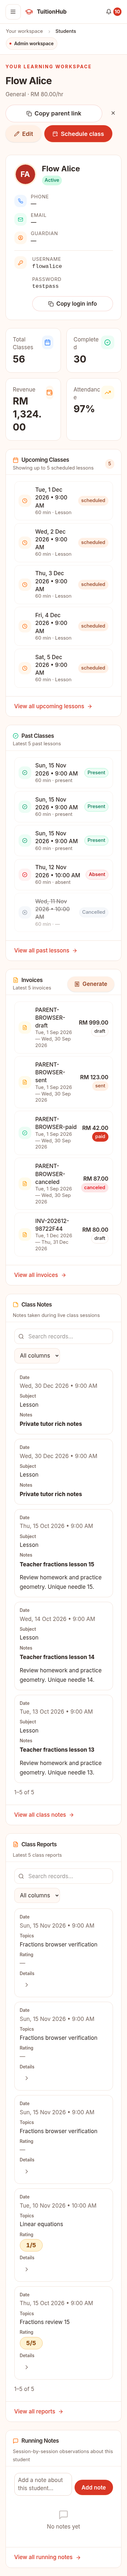 TuitionHub
10
Your workspace › Students
• Admin workspace
YOUR LEARNING WORKSPACE
Flow Alice
General · RM 80.00/hr
Copy parent link
Edit
Schedule class
FA
Flow Alice
Active
PHONE
—
EMAIL
—
GUARDIAN
—
USERNAME
flowalice
PASSWORD
testpass
Copy login info
Total Classes
56
Complete
d
30
Revenue
RM
1,324.
00
Attendanc
e
97%
Upcoming Classes
Showing up to 5 scheduled lessons
5
Tue, 1 Dec
2026 • 9:00
AM
60 min · Lesson
scheduled
Wed, 2 Dec
2026 • 9:00
AM
60 min · Lesson
scheduled
Thu, 3 Dec
2026 • 9:00
AM
60 min · Lesson
scheduled
Fri, 4 Dec
2026 • 9:00
AM
60 min · Lesson
scheduled
Sat, 5 Dec
2026 • 9:00
AM
60 min · Lesson
scheduled
View all upcoming lessons →
Past Classes
Latest 5 past lessons
Sun, 15 Nov
2026 • 9:00 AM
60 min · present
Present
Sun, 15 Nov
2026 • 9:00 AM
60 min · present
Present
Sun, 15 Nov
2026 • 9:00 AM
60 min · present
Present
Thu, 12 Nov
2026 • 10:00 AM
60 min · absent
Absent
Wed, 11 Nov
2026 • 10:00
AM
60 min · —
Cancelled
View all past lessons →
Invoices
Latest 5 invoices
Generate
PARENT-
BROWSER-
draft
Tue, 1 Sep 2026
— Wed, 30 Sep
2026
RM 999.00
draft
PARENT-
BROWSER-
sent
Tue, 1 Sep 2026
— Wed, 30 Sep
2026
RM 123.00
sent
PARENT-
BROWSER-paid
Tue, 1 Sep 2026
— Wed, 30 Sep
2026
RM 42.00
paid
PARENT-
BROWSER-
canceled
Tue, 1 Sep 2026
— Wed, 30 Sep
2026
RM 87.00
canceled
INV-202612-
98722F44
Tue, 1 Dec 2026
— Thu, 31 Dec
2026
RM 80.00
draft
View all invoices →
Class Notes
Notes taken during live class sessions
Search records...
All columns
Date
Wed, 30 Dec 2026 • 9:00 AM
Subject
Lesson
Notes
Private tutor rich notes
Date
Wed, 30 Dec 2026 • 9:00 AM
Subject
Lesson
Notes
Private tutor rich notes
Date
Thu, 15 Oct 2026 • 9:00 AM
Subject
Lesson
Notes
Teacher fractions lesson 15
Review homework and practice
geometry. Unique needle 15.
Date
Wed, 14 Oct 2026 • 9:00 AM
Subject
Lesson
Notes
Teacher fractions lesson 14
Review homework and practice
geometry. Unique needle 14.
Date
Tue, 13 Oct 2026 • 9:00 AM
Subject
Lesson
Notes
Teacher fractions lesson 13
Review homework and practice
geometry. Unique needle 13.
1–5 of 5
View all class notes →
Class Reports
Latest 5 class reports
Search records...
All columns
Date
Sun, 15 Nov 2026 • 9:00 AM
Topics
Fractions browser verification
Rating
—
Details
›
Date
Sun, 15 Nov 2026 • 9:00 AM
Topics
Fractions browser verification
Rating
—
Details
›
Date
Sun, 15 Nov 2026 • 9:00 AM
Topics
Fractions browser verification
Rating
—
Details
›
Date
Tue, 10 Nov 2026 • 10:00 AM
Topics
Linear equations
Rating
1/5
Details
›
Date
Thu, 15 Oct 2026 • 9:00 AM
Topics
Fractions review 15
Rating
5/5
Details
›
1–5 of 5
View all reports →
Running Notes
Session-by-session observations about this
student
Add a note about
this student...
Add note
No notes yet
View all running notes →